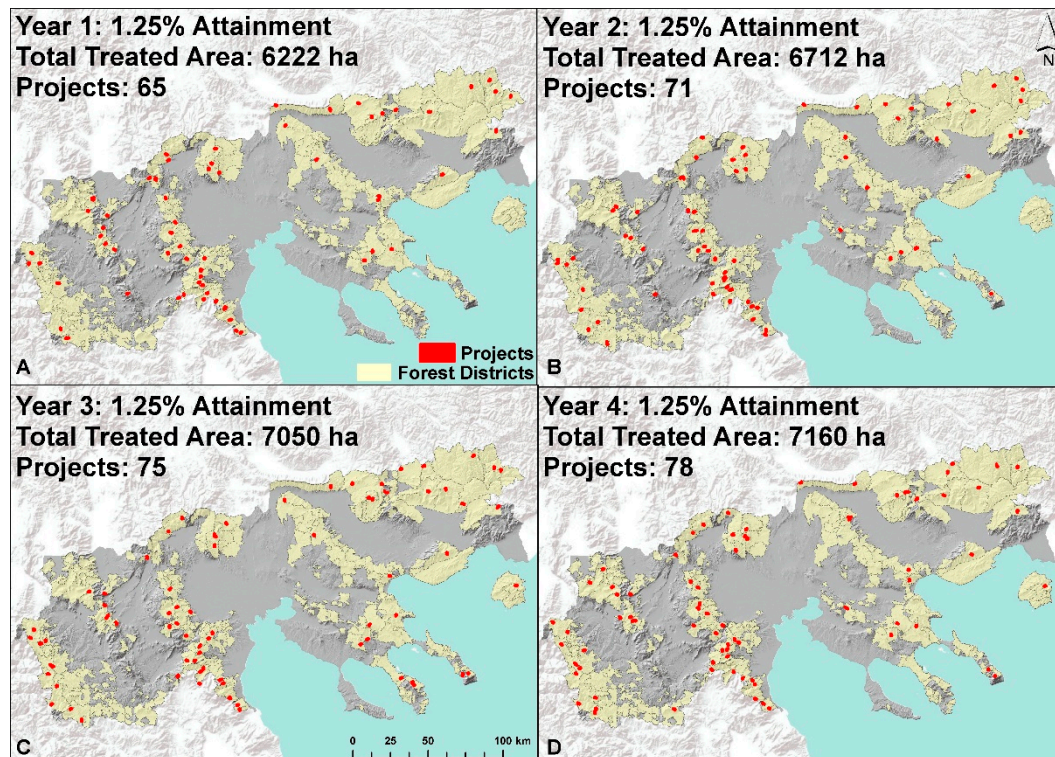 Year 1: 1.25% Attainment
Total Treated Area: 6222 ha
Projects: 65
Projects
Forest Districts
A
Year 2: 1.25% Attainment
Total Treated Area: 6712 ha
Projects: 71
N
B
Year 3: 1.25% Attainment
Total Treated Area: 7050 ha
Projects: 75
0 25 50 100 km
C
Year 4: 1.25% Attainment
Total Treated Area: 7160 ha
Projects: 78
D